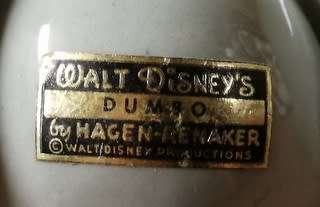 WALT DISNEY'S
DUMBO
by HAGEN-RENAKER
© WALT DISNEY PRODUCTIONS